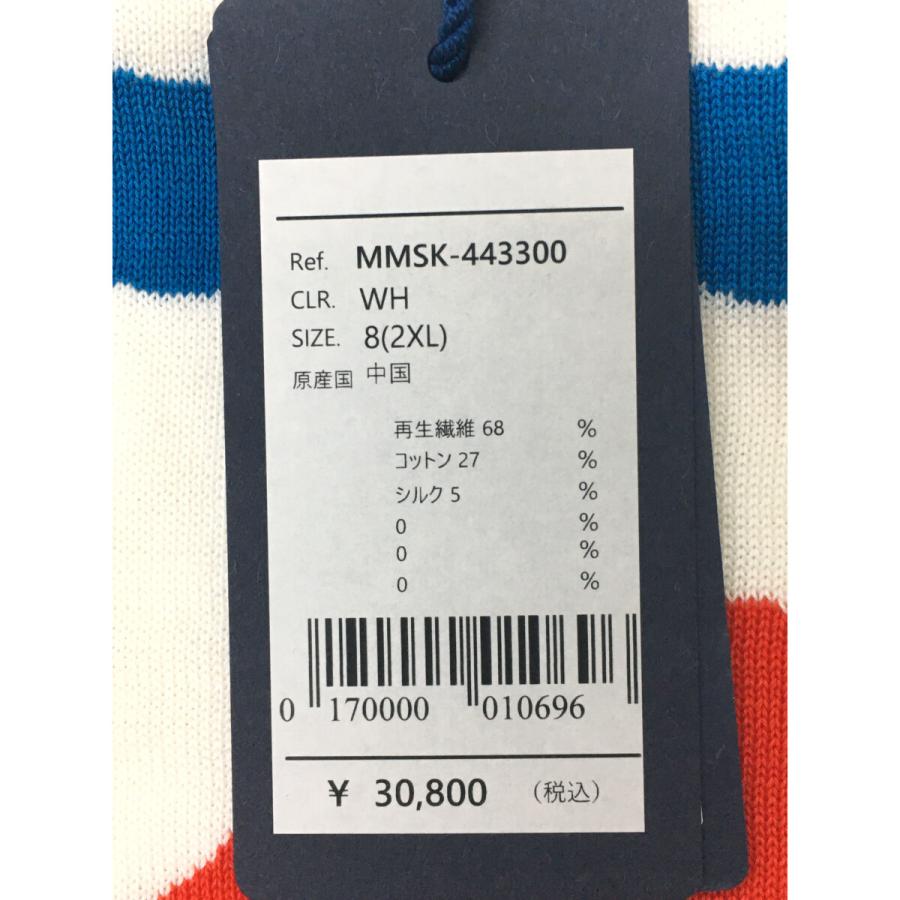 Ref. MMSK-443300
CLR. WH
SIZE. 8(2XL)
原産国 中国
再生繊維 68 %
コットン 27 %
シルク 5 %
0 %
0 %
0 %
0 170000 010696
¥ 30,800 (税込)